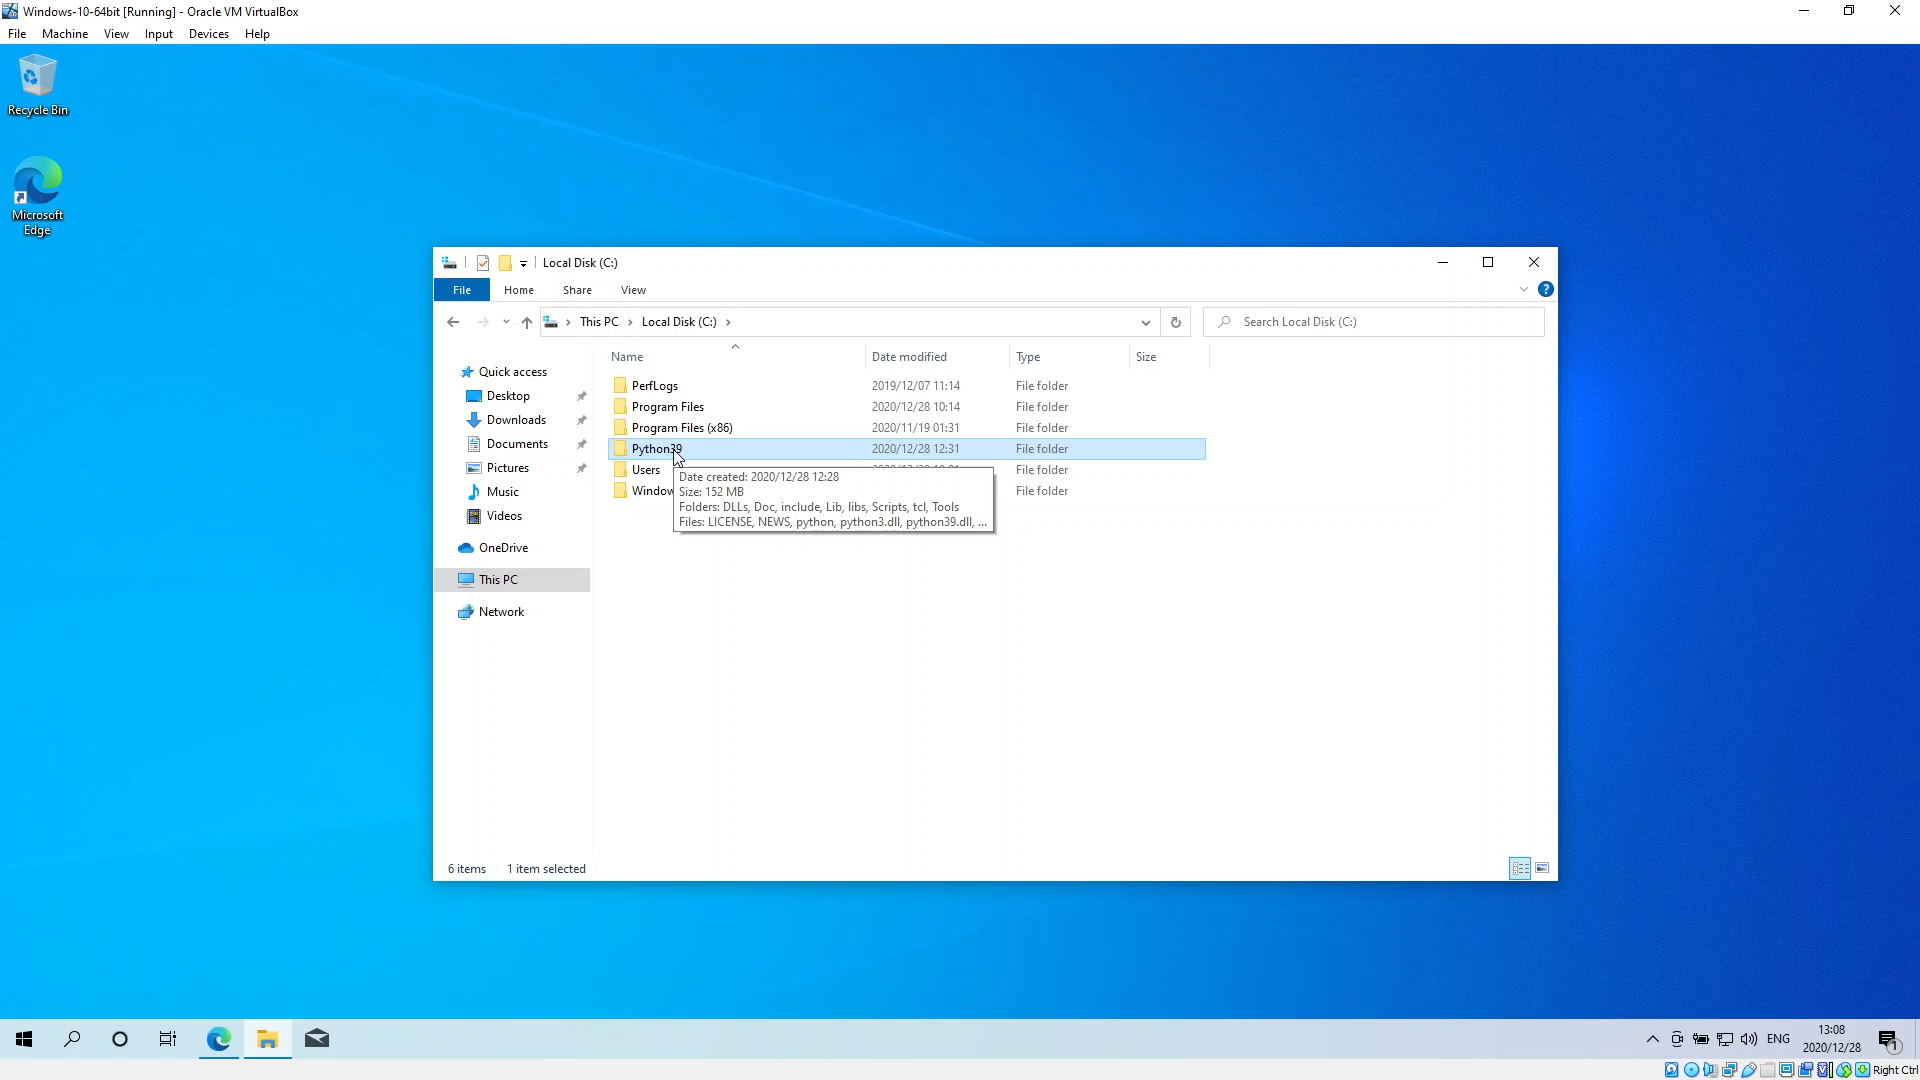 Windows-10-64bit [Running] - Oracle VM VirtualBox
File Machine View Input Devices Help
Recycle Bin
Microsoft
Edge
Local Disk (C:)
File Home Share View
This PC Local Disk (C:)
Search Local Disk (C:)
Name Date modified Type Size
Quick access
Desktop
Downloads
Documents
Pictures
Music
Videos
OneDrive
This PC
Network
PerfLogs 2019/12/07 11:14 File folder
Program Files 2020/12/28 10:14 File folder
Program Files (x86) 2020/11/19 01:31 File folder
Python39 2020/12/28 12:31 File folder
Users File folder
Window File folder
Date created: 2020/12/28 12:28
Size: 152 MB
Folders: DLLs, Doc, include, Lib, libs, Scripts, tcl, Tools
Files: LICENSE, NEWS, python, python3.dll, python39.dll, ...
6 items 1 item selected
ENG
13:08
2020/12/28
1
Right Ctrl